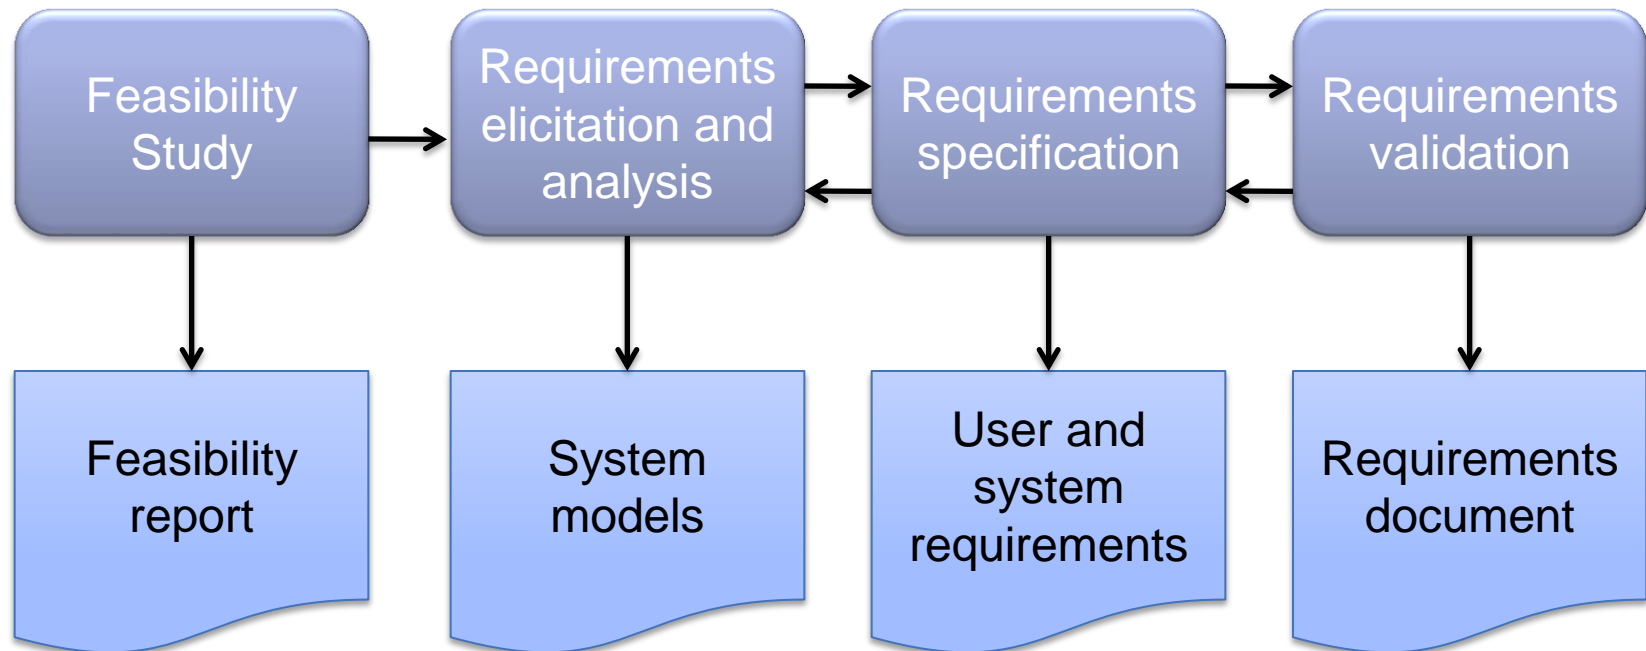 Feasibility
Study
Requirements
elicitation and
analysis
Requirements
specification
Requirements
validation
Feasibility
report
System
models
User and
system
requirements
Requirements
document